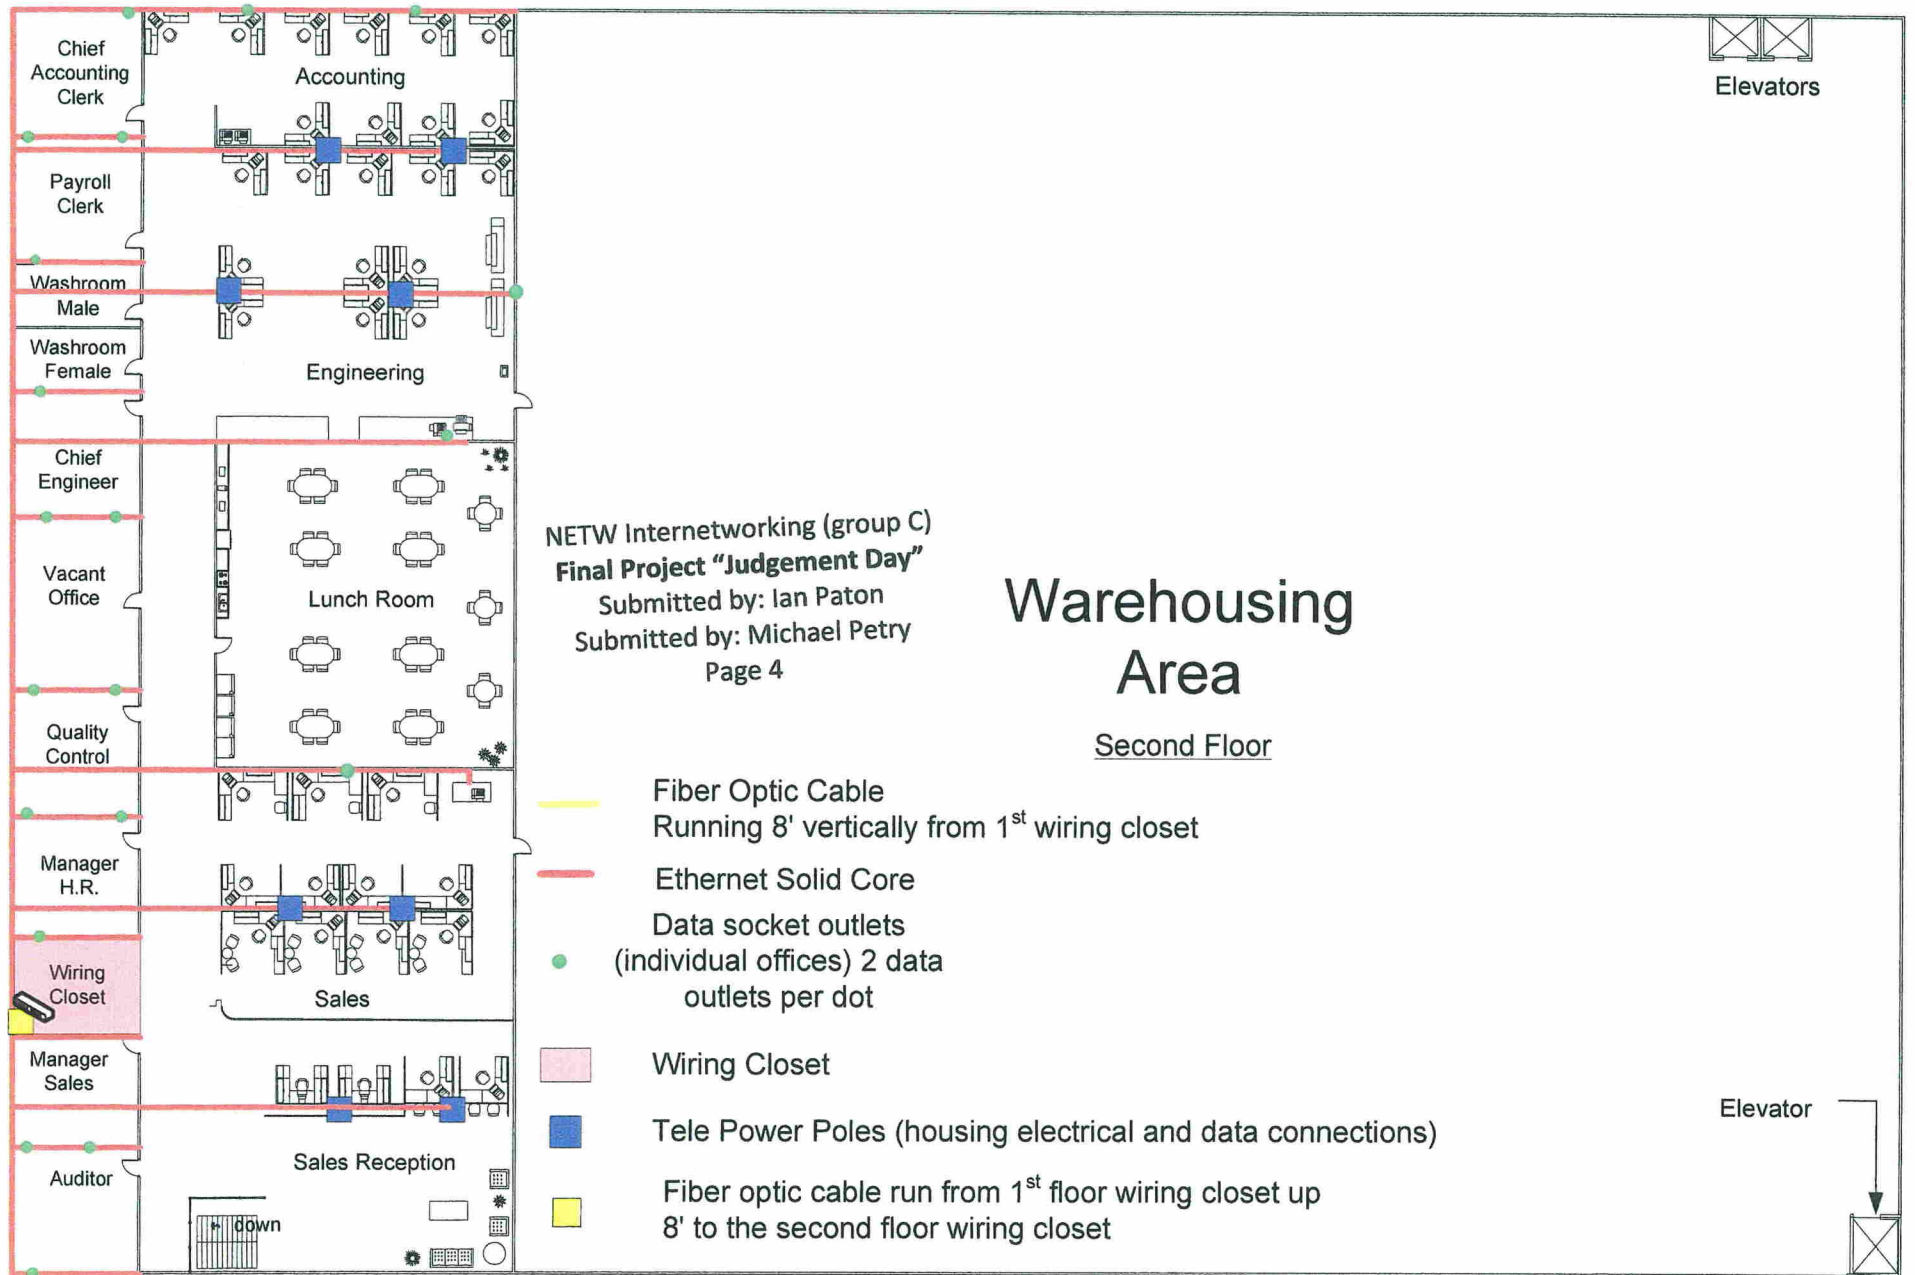 Chief
Accounting
Clerk
Accounting
Elevators
Payroll
Clerk
Washroom
Male
Washroom
Female
Engineering
Chief
Engineer
Vacant
Office
Lunch Room
NETW Internetworking (group C)
Final Project “Judgement Day”
Submitted by: Ian Paton
Submitted by: Michael Petry
Page 4
Warehousing
Area
Second Floor
Quality
Control
Manager
H.R.
Wiring
Closet
Sales
Manager
Sales
Sales Reception
Auditor
down
Fiber Optic Cable
Running 8' vertically from 1st wiring closet
Ethernet Solid Core
Data socket outlets
(individual offices) 2 data
outlets per dot
Wiring Closet
Tele Power Poles (housing electrical and data connections)
Fiber optic cable run from 1st floor wiring closet up
8' to the second floor wiring closet
Elevator